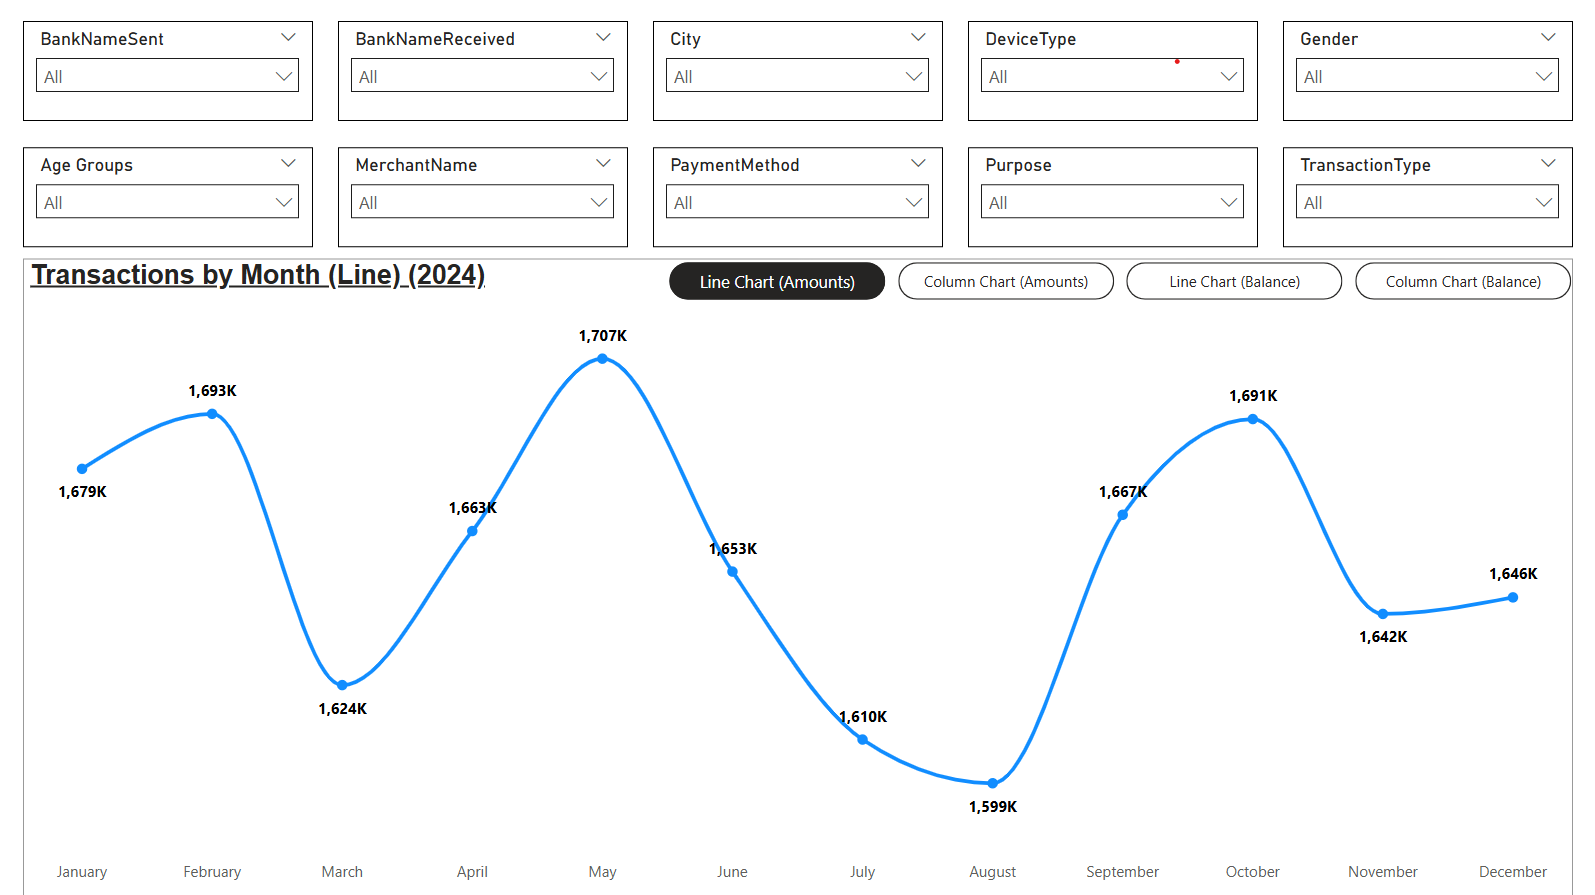 BankNameSent
All
BankNameReceived
All
City
All
DeviceType
All
Gender
All
Age Groups
All
MerchantName
All
PaymentMethod
All
Purpose
All
TransactionType
All
Transactions by Month (Line) (2024)
Line Chart (Amounts)
Column Chart (Amounts)
Line Chart (Balance)
Column Chart (Balance)
1,679K
1,693K
1,624K
1,663K
1,707K
1,653K
1,610K
1,599K
1,667K
1,691K
1,642K
1,646K
January
February
March
April
May
June
July
August
September
October
November
December